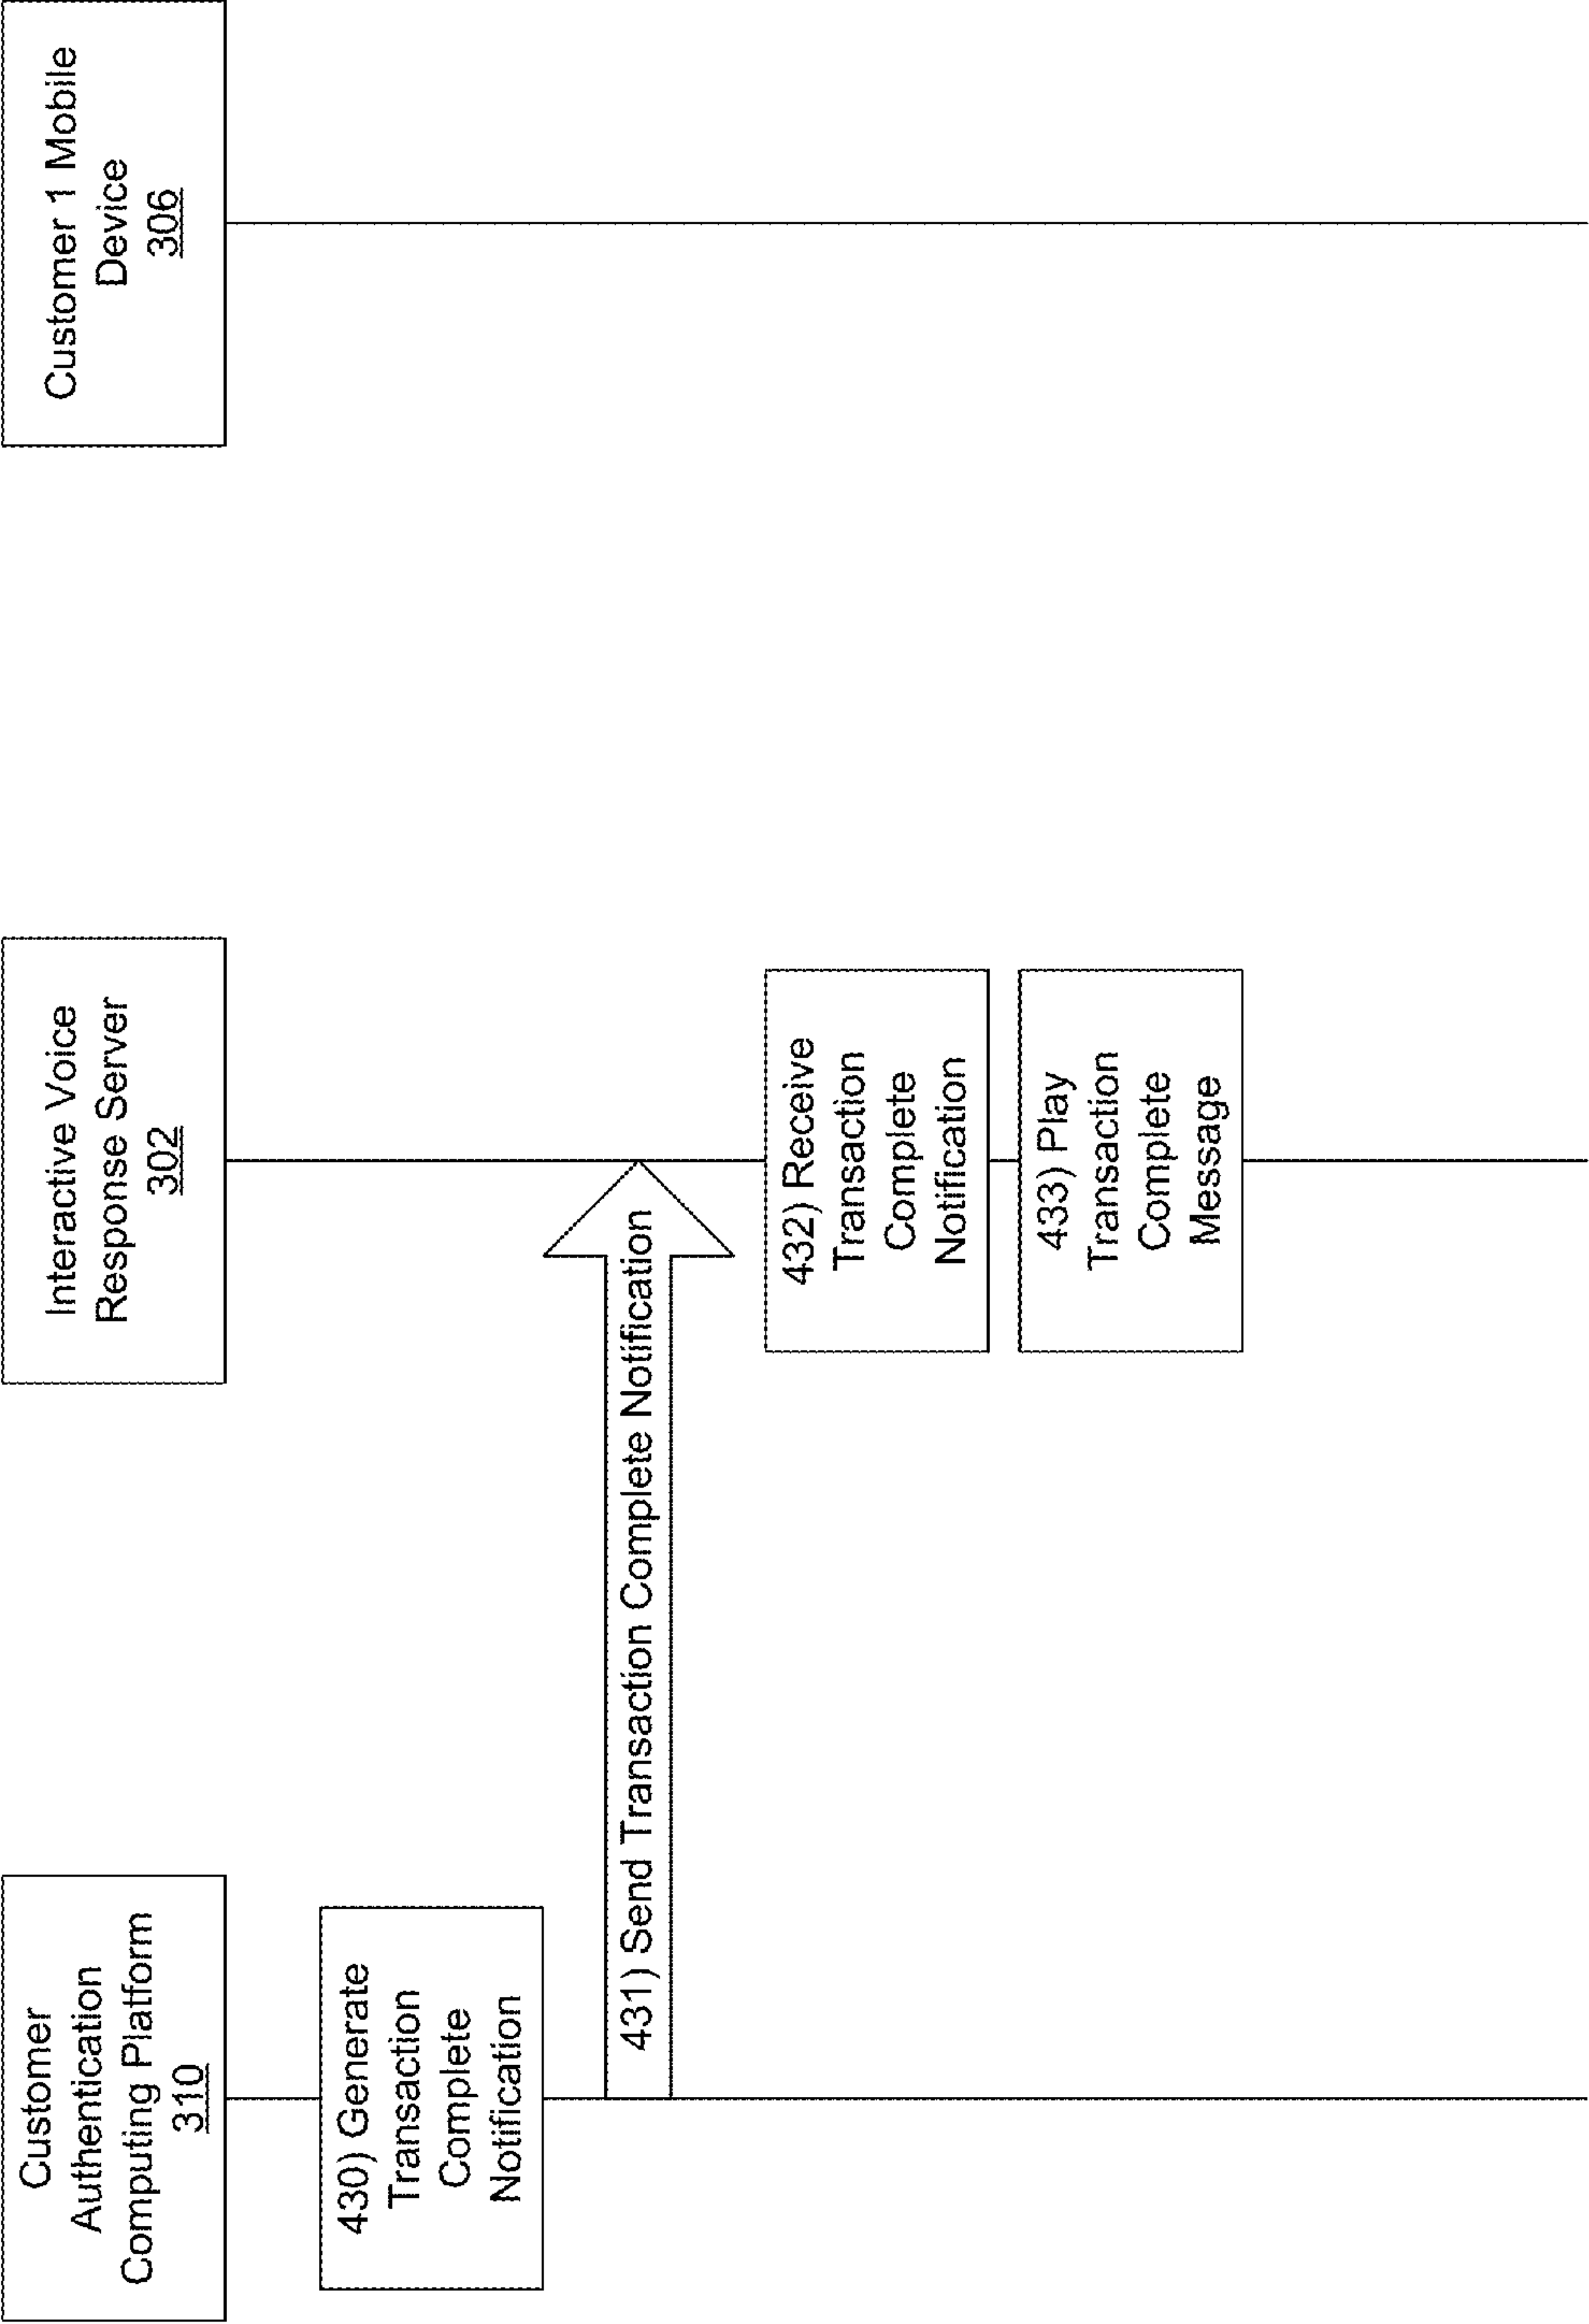 Customer
Authentication
Computing Platform
310
Interactive Voice
Response Server
302
Customer 1 Mobile
Device
306
430) Generate
Transaction
Complete
Notification
431) Send Transaction Complete Notification
432) Receive
Transaction
Complete
Notification
433) Play
Transaction
Complete
Message